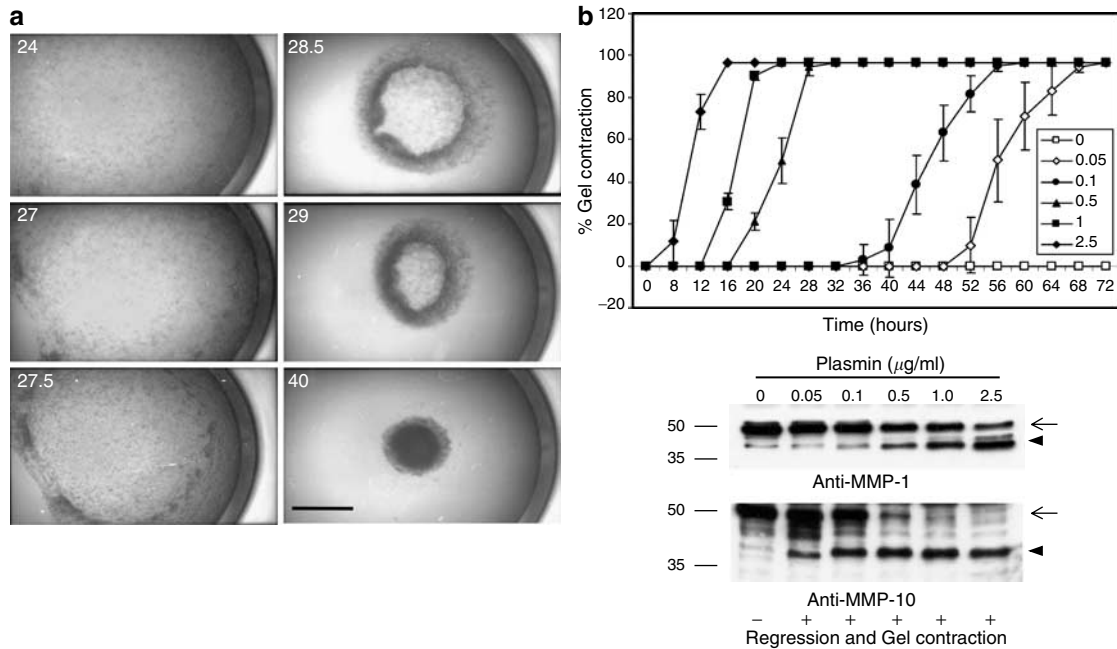 a
24
28.5
27
29
27.5
40
b
% Gel contraction
120
100
80
60
40
20
0
–20
0 8 12 16 20 24 28 32 36 40 44 48 52 56 60 64 68 72
Time (hours)
0
0.05
0.1
0.5
1
2.5
Plasmin (μg/ml)
0 0.05 0.1 0.5 1.0 2.5
50
35
Anti-MMP-1
50
35
Anti-MMP-10
– + + + + +
Regression and Gel contraction